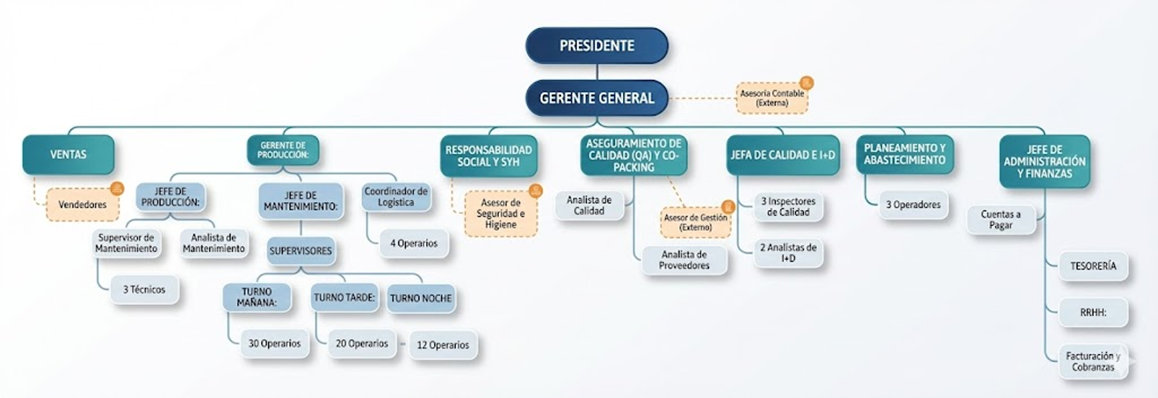 PRESIDENTE
GERENTE GENERAL
Asesoría Contable
(Externa)
VENTAS
Vendedores
GERENTE DE
PRODUCCIÓN:
JEFE DE
PRODUCCIÓN:
Supervisor de
Mantenimiento
Analista de
Mantenimiento
3 Técnicos
JEFE DE
MANTENIMIENTO:
SUPERVISORES
TURNO
MAÑANA:
30 Operarios
TURNO TARDE:
20 Operarios
TURNO NOCHE
12 Operarios
Coordinador de
Logistica
4 Operarios
RESPONSABILIDAD
SOCIAL Y SYH
Asesor de
Seguridad e
Higiene
ASEGURAMIENTO DE
CALIDAD (QA) Y CO-
PACKING
Analista de
Calidad
Asesor de Gestión
(Externo)
Analista de
Proveedores
JEFA DE CALIDAD E I+D
3 Inspectores
de Calidad
2 Analistas de
I+D
PLANEAMIENTO Y
ABASTECIMIENTO
3 Operadores
JEFE DE
ADMINISTRACIÓN
Y FINANZAS
Cuentas a
Pagar
TESORERÍA
RRHH:
Facturación y
Cobranzas